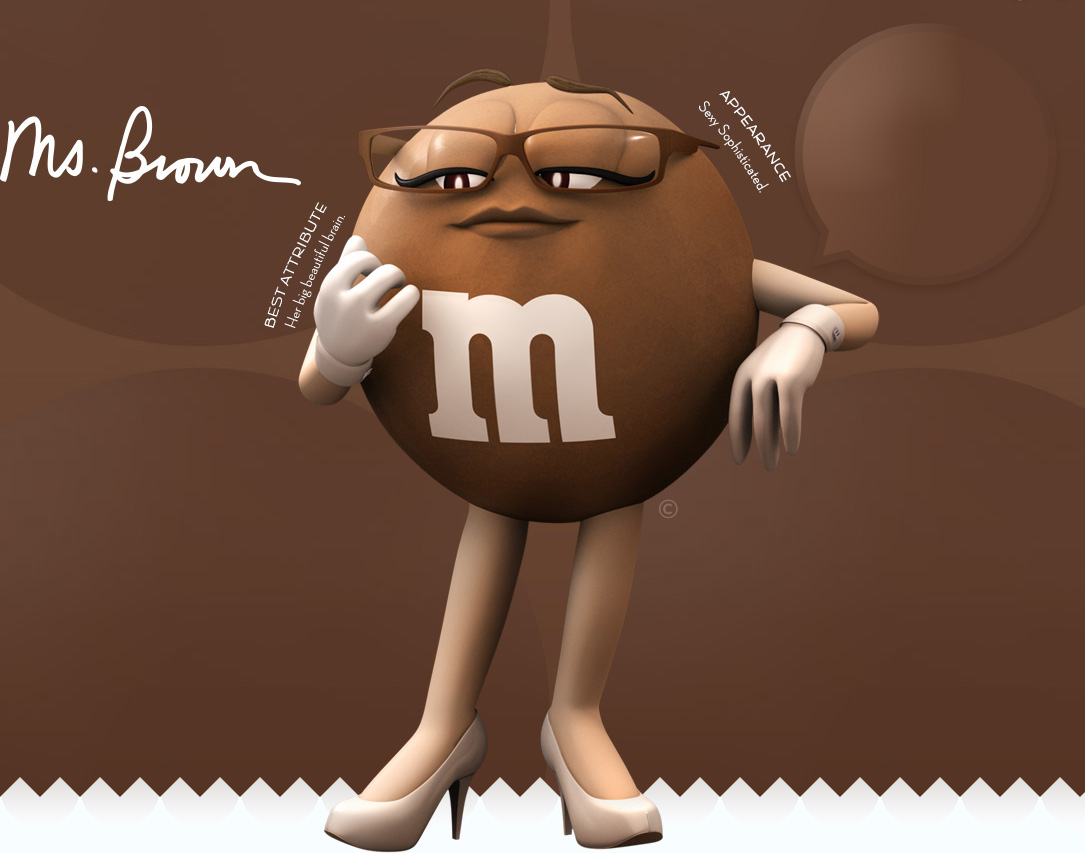 Ms. Brown
BEST ATTRIBUTE
Her big beautiful brain.
APPEARANCE
Sexy Sophisticated.
m
©